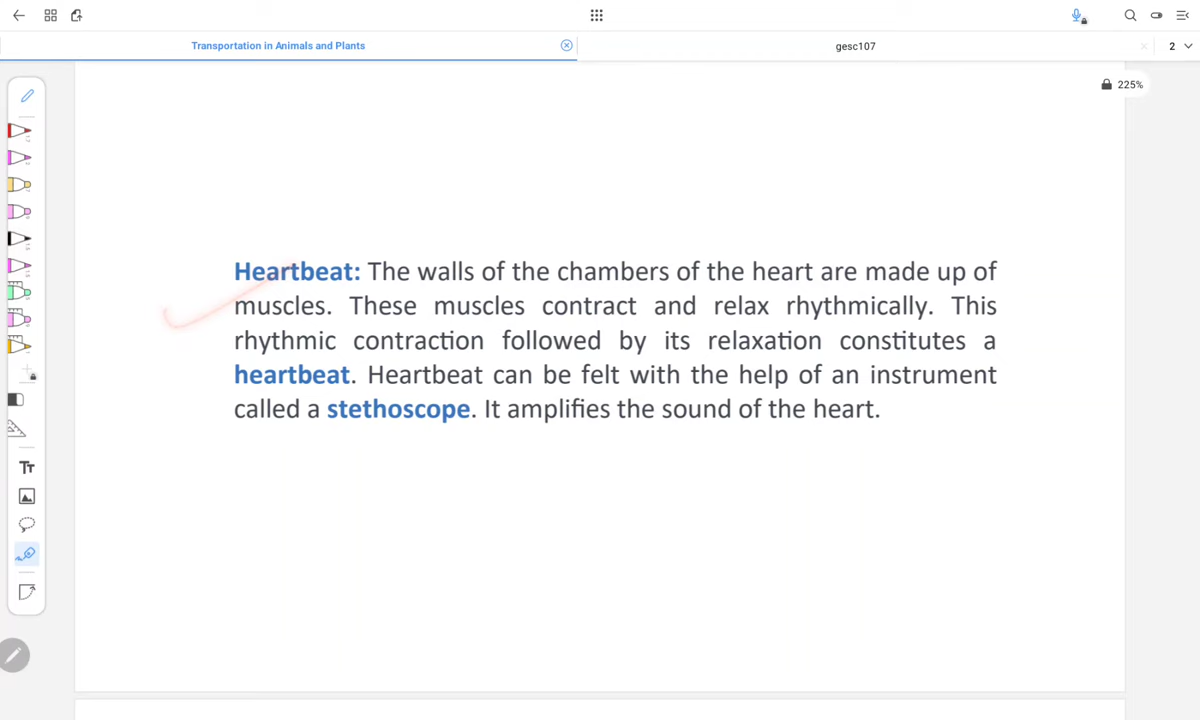 Transportation in Animals and Plants
gesc107
2
225%
Heartbeat: The walls of the chambers of the heart are made up of
muscles. These muscles contract and relax rhythmically. This
rhythmic contraction followed by its relaxation constitutes a
heartbeat. Heartbeat can be felt with the help of an instrument
called a stethoscope. It amplifies the sound of the heart.
Tт